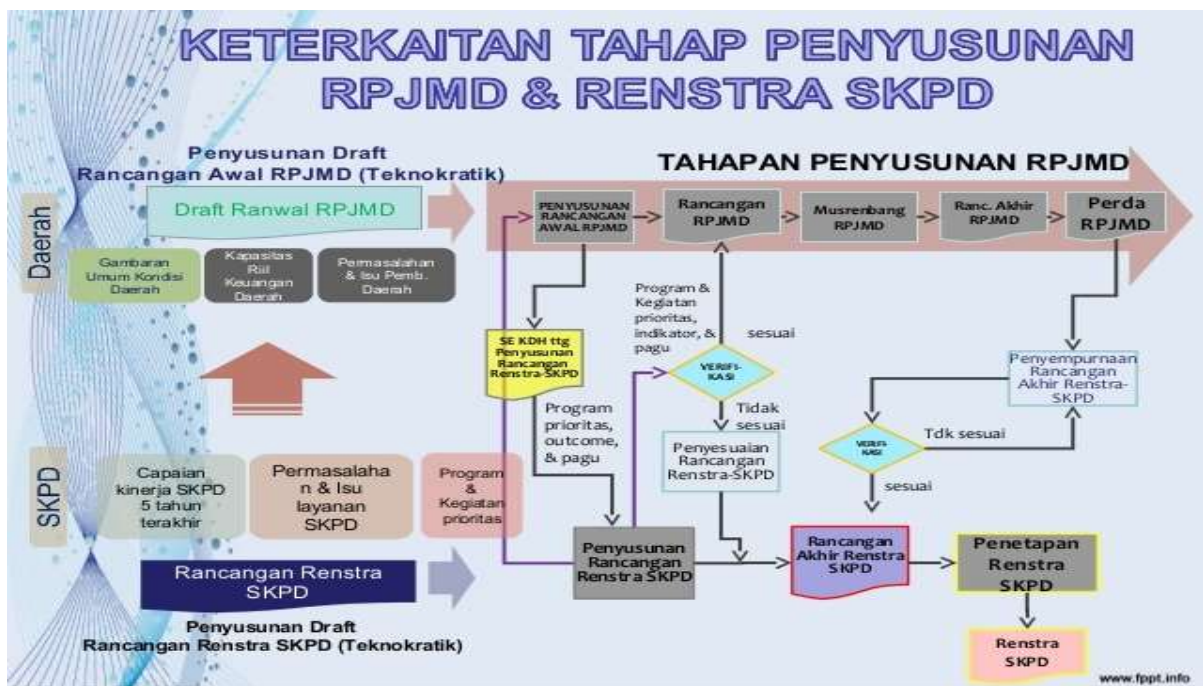 KETERKAITAN TAHAP PENYUSUNAN
RPJMD & RENSTRA SKPD
Penyusunan Draft
Rancangan Awal RPJMD (Teknokratik)
TAHAPAN PENYUSUNAN RPJMD
Daerah
Draft Ranwal RPJMD
PENYUSUNAN
RANCANGAN
AWAL RPJMD
Rancangan
RPJMD
Musrenbang
RPJMD
Ranc. Akhir
RPJMD
Perda
RPJMD
Gambaran
Umum Kondisi
Daerah
Kapasitas
Riil
Keuangan
Daerah
Permasalahan
& Isu Pemb.
Daerah
Program &
Kegiatan
prioritas,
indikator, &
pagu
sesuai
SE KDH ttg
Penyusunan
Rancangan
Renstra-SKPD
VERIFI-
KASI
Penyempurnaan
Rancangan
Akhir Renstra-
SKPD
Program
prioritas,
outcome,
& pagu
Tidak
sesuai
Penyesuaian
Rancangan
Renstra-SKPD
VERIFI-
KASI
Tdk sesuai
sesuai
SKPD
Capaian
kinerja SKPD
5 tahun
terakhir
Permasalaha
n & Isu
layanan
SKPD
Program
&
Kegiatan
prioritas
Penyusunan
Rancangan
Renstra SKPD
Rancangan
Akhir Renstra
SKPD
Penetapan
Renstra
SKPD
Rancangan Renstra
SKPD
Penyusunan Draft
Rancangan Renstra SKPD (Teknokratik)
Renstra
SKPD
www.fppt.info